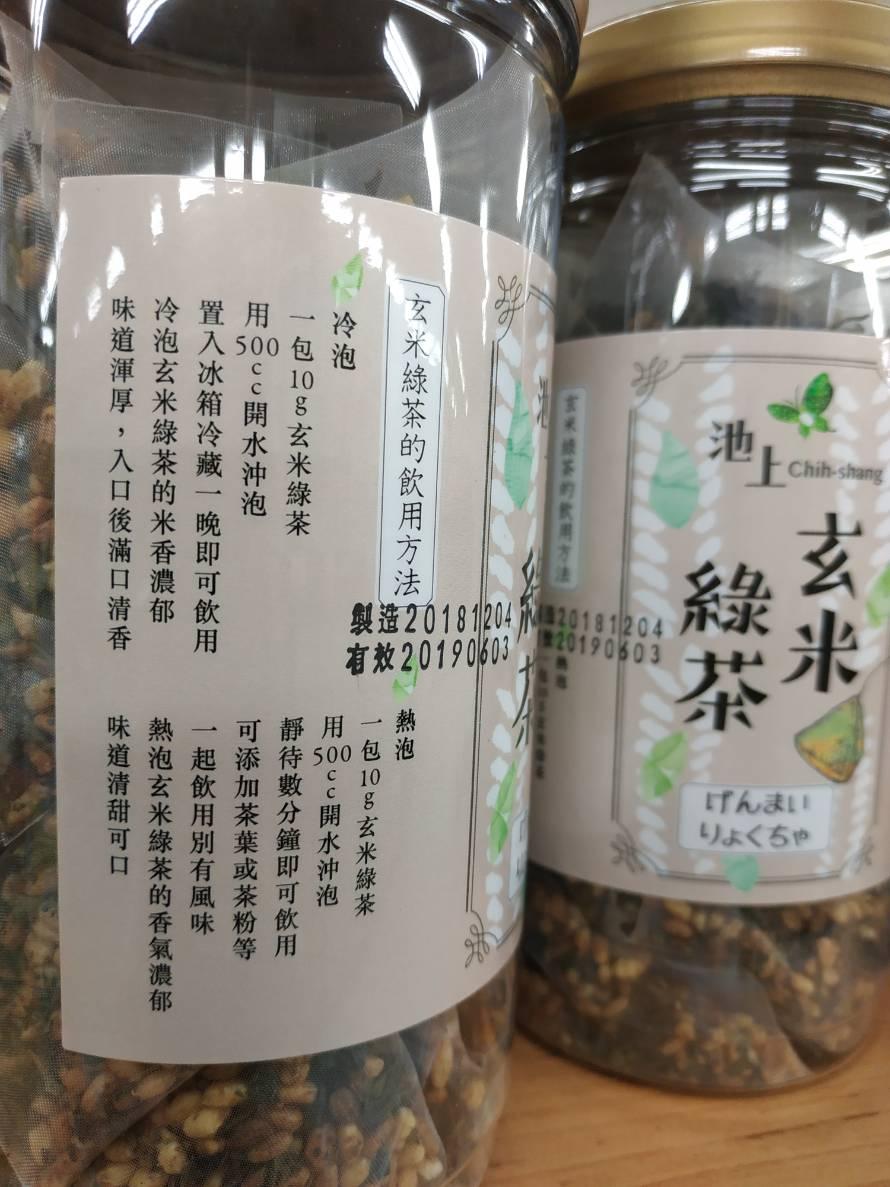 玄米綠茶的飲用方法
冷泡
一包10g玄米綠茶
用500cc開水沖泡
置入冰箱冷藏一晚即可飲用
冷泡玄米綠茶的米香濃郁
味道渾厚，入口後滿口清香
製造20181204
有效20190603
熱泡
一包10g玄米綠茶
用500cc開水沖泡
靜待數分鐘即可飲用
可添加茶葉或茶粉等
一起飲用別有風味
熱泡玄米綠茶的香氣濃郁
味道清甜可口
池
綠茶
玄米綠茶的飲用方法
20181204
20190603
熱泡
池上
Chih-shang
玄米
綠茶
げんまい
りょくちゃ